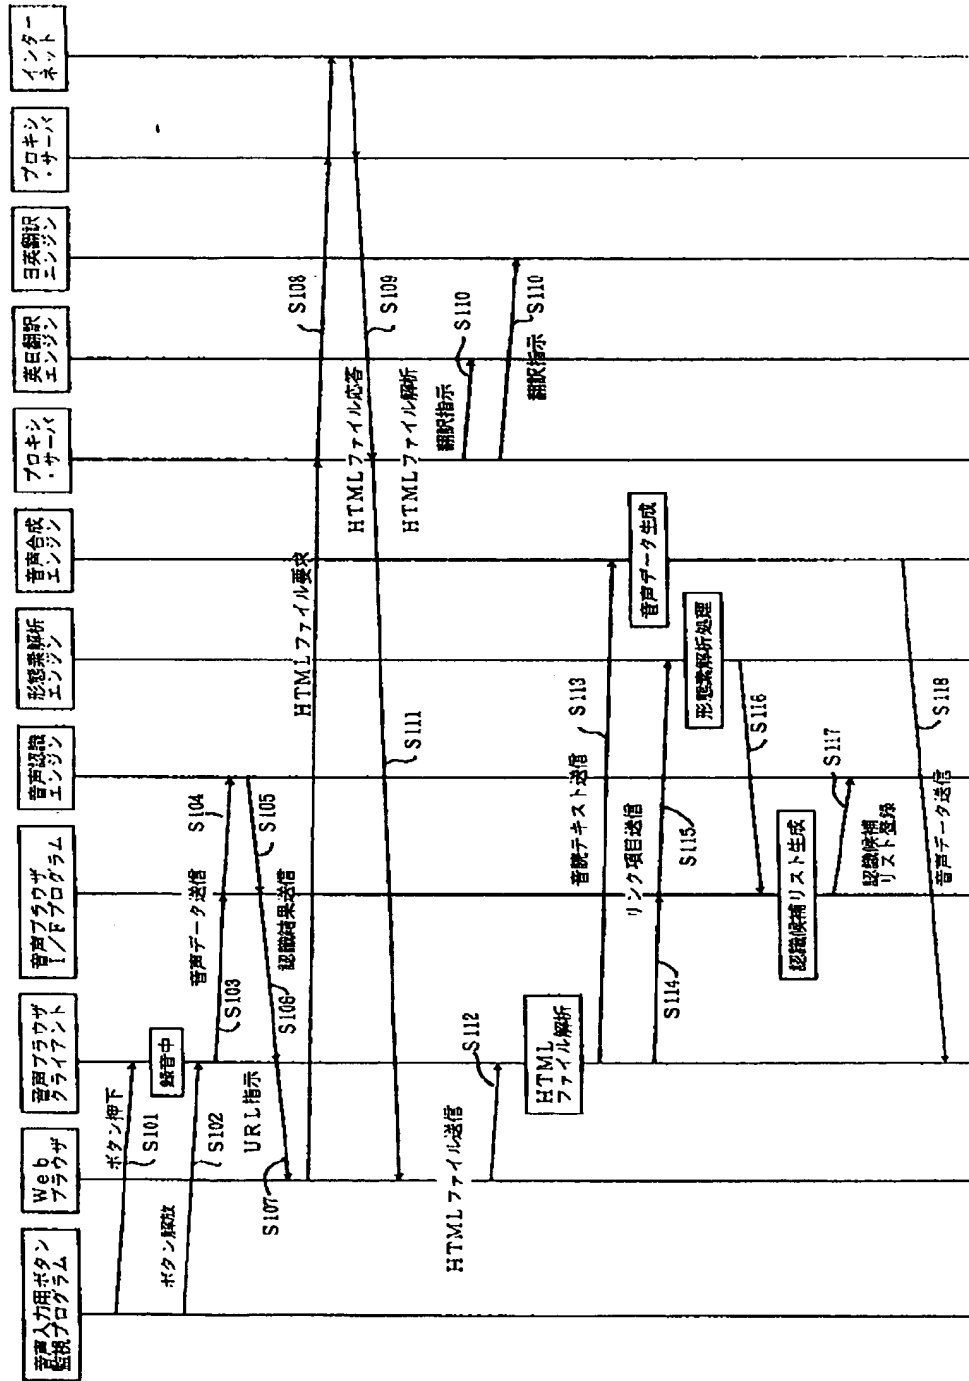 音声入力用ボタン
監視プログラム
Web
ブラウザ
音声ブラウザ
クライアント
音声ブラウザ
I/Fプログラム
音声認識
エンジン
形態素解析
エンジン
音声合成
エンジン
プロキシ
・サーバ
英日翻訳
エンジン
日英翻訳
エンジン
プロキシ
・サーバ
インター
ネット
ボタン押下
S101
録音中
ボタン解放
S102
音声データ送信
S103
S104
S105
認識結果送信
S106
URL指示
S107
HTMLファイル要求
S108
HTMLファイル応答
S109
HTMLファイル解析
翻訳指示
S110
翻訳指示
S110
S111
HTMLファイル送信
S112
HTML
ファイル解析
音読テキスト送信
S113
音声データ生成
リンク項目送信
S114
S115
形態素解析処理
S116
認識候補リスト生成
S117
認識候補
リスト登録
音声データ送信
S118